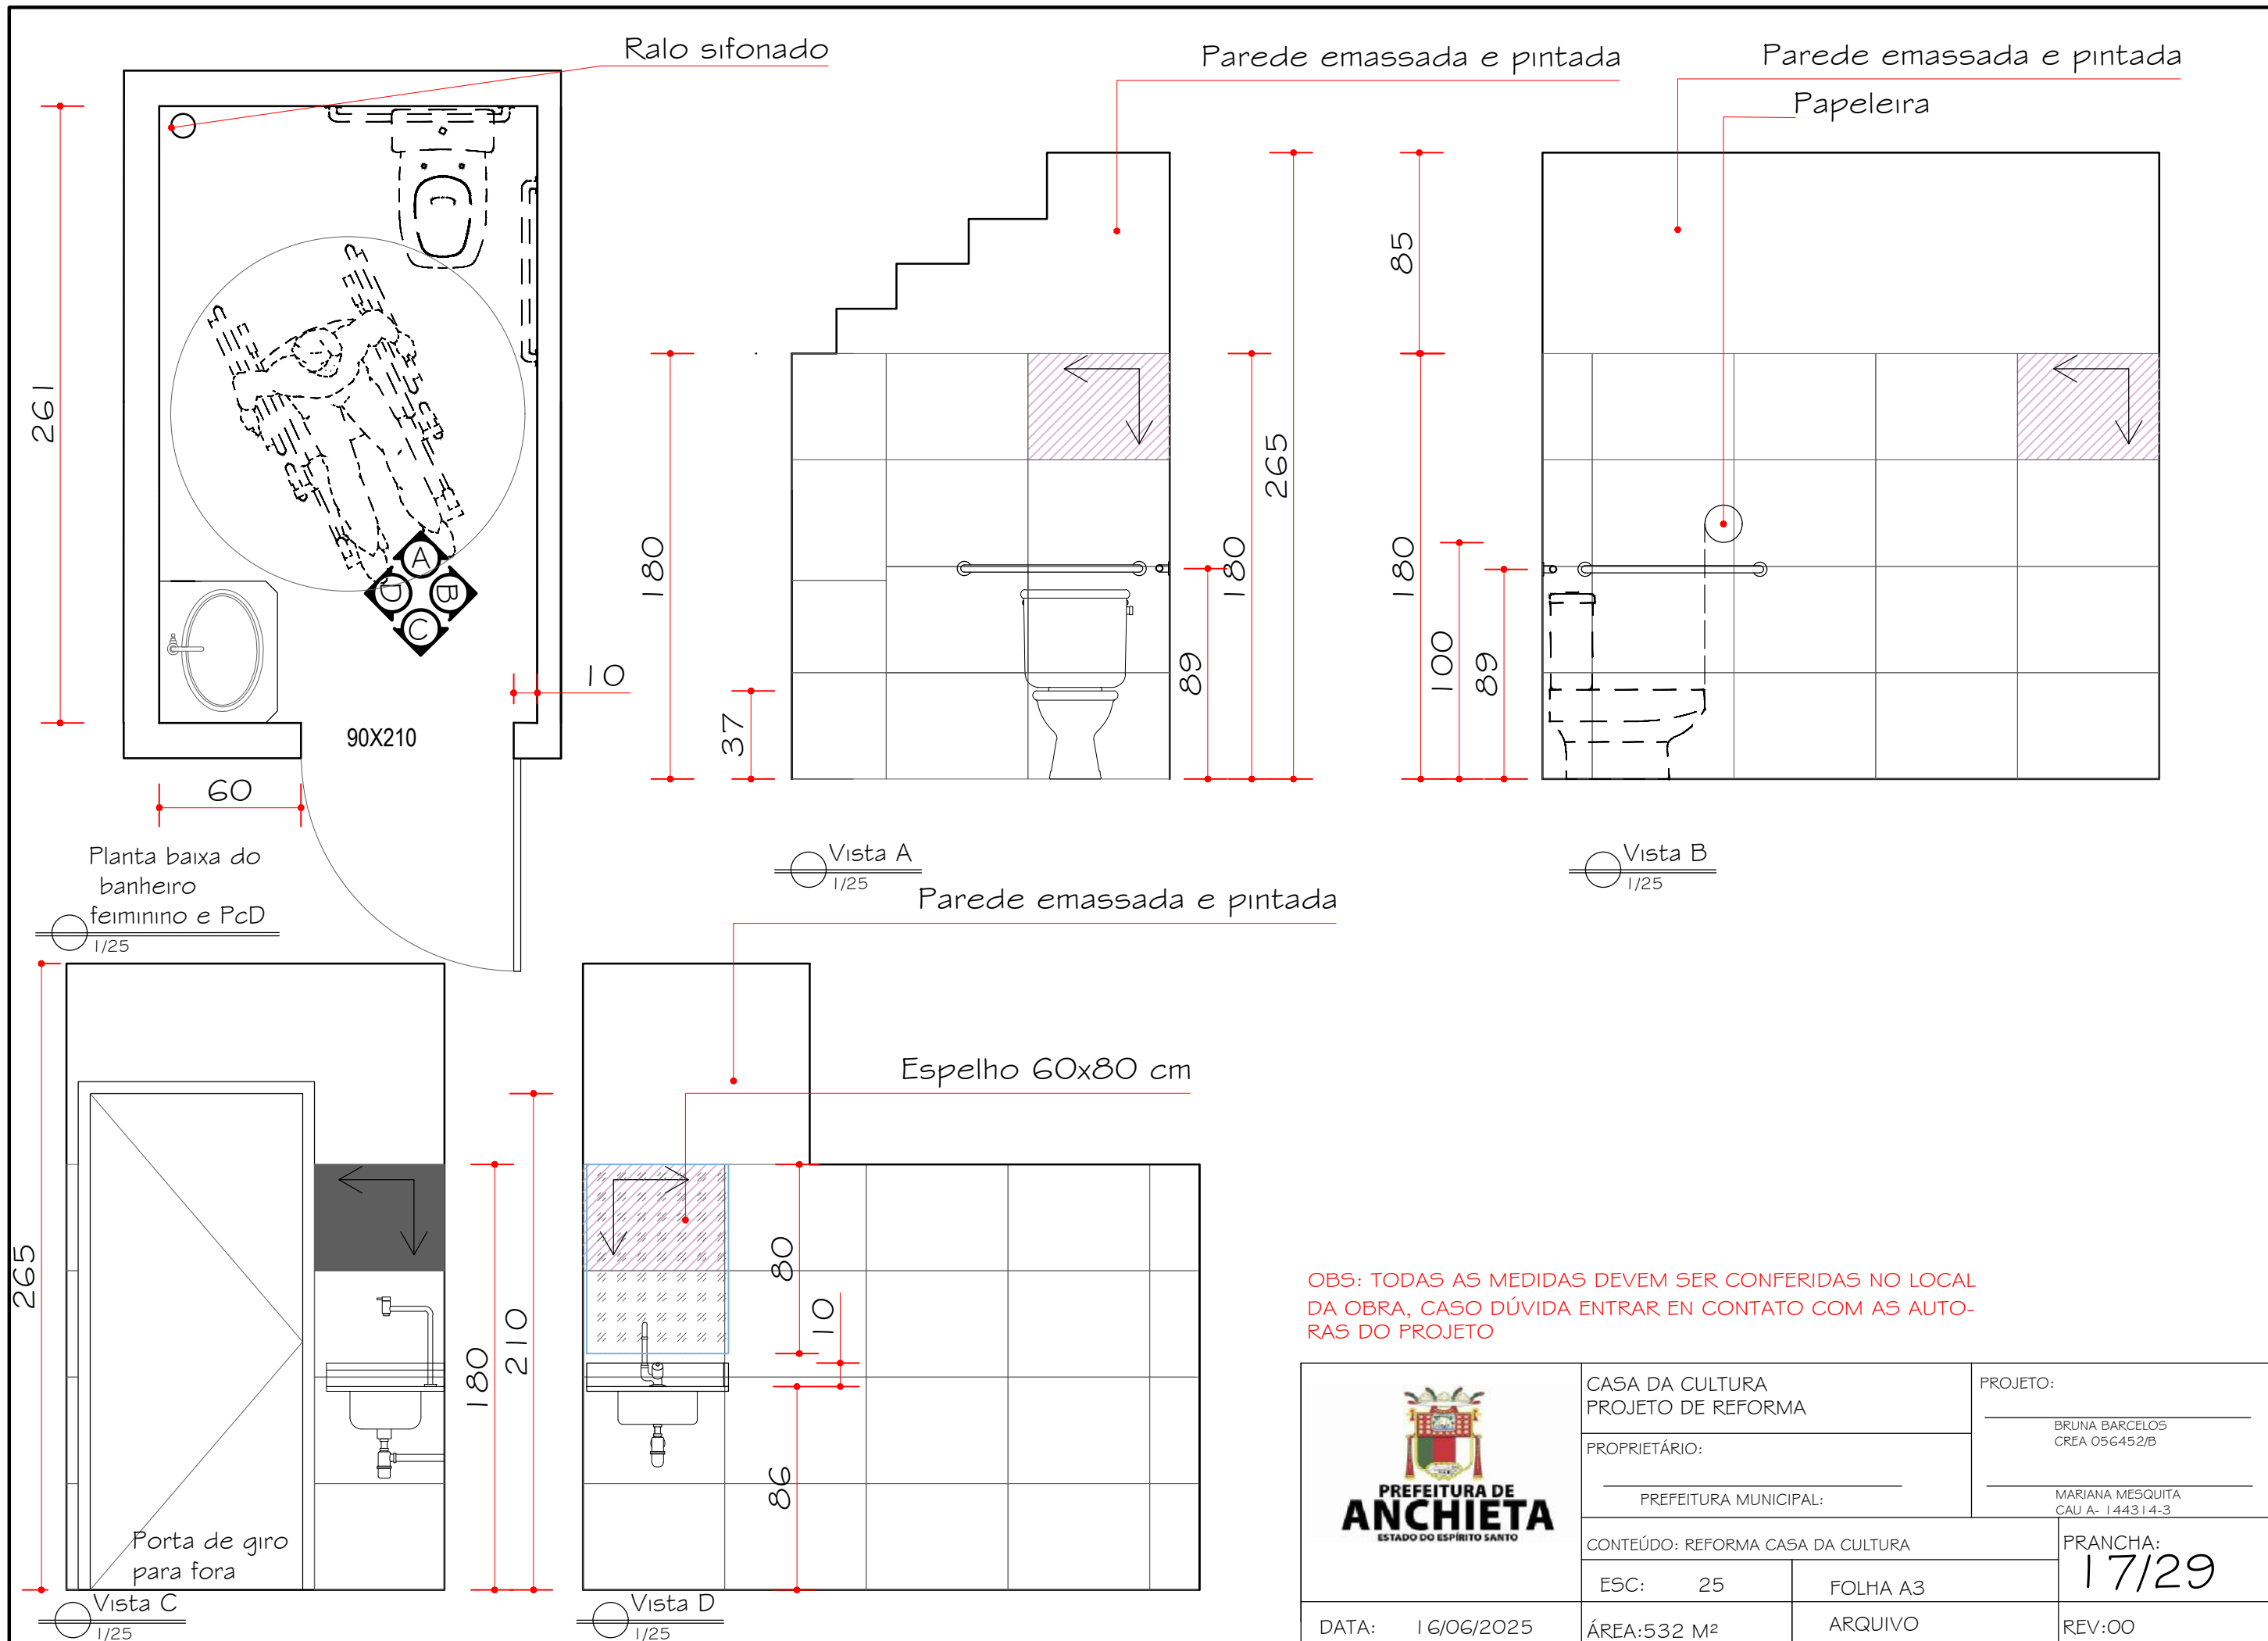 Ralo sifonado
Parede emassada e pintada
Parede emassada e pintada
Papeleira
261
A
B
C
D
10
90X210
60
Planta baixa do
banheiro
feiminino e PcD
1/25
180
37
89
180
265
Vista A
1/25
85
180
100
89
Vista B
1/25
Parede emassada e pintada
Espelho 60x80 cm
265
180
210
Porta de giro
para fora
Vista C
1/25
80
10
86
Vista D
1/25
OBS: TODAS AS MEDIDAS DEVEM SER CONFERIDAS NO LOCAL
DA OBRA, CASO DÚVIDA ENTRAR EN CONTATO COM AS AUTO-
RAS DO PROJETO
PREFEITURA DE
ANCHIETA
ESTADO DO ESPÍRITO SANTO
CASA DA CULTURA
PROJETO DE REFORMA
PROJETO:
BRUNA BARCELOS
CREA 056452/B
PROPRIETÁRIO:
PREFEITURA MUNICIPAL:
MARIANA MESQUITA
CAU A- 144314-3
CONTEÚDO: REFORMA CASA DA CULTURA
PRANCHA:
17/29
ESC: 25
FOLHA A3
DATA: 16/06/2025
ÁREA:532 M²
ARQUIVO
REV:00